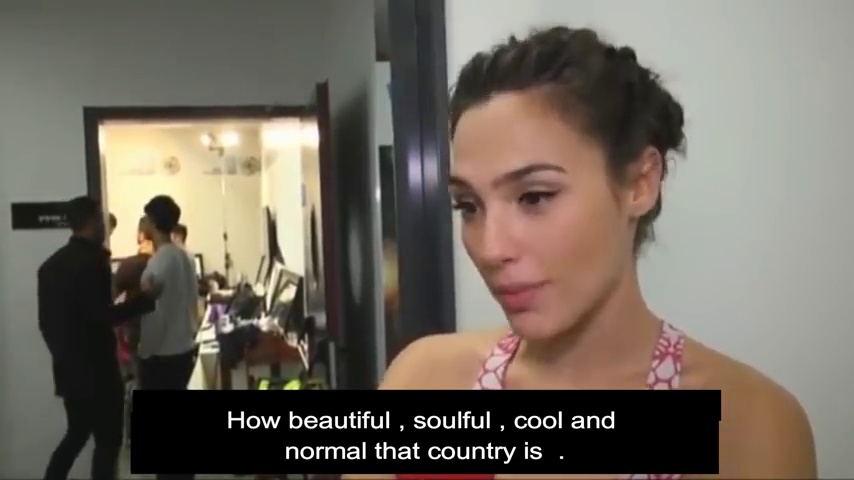 How beautiful , soulful , cool and
normal that country is  .